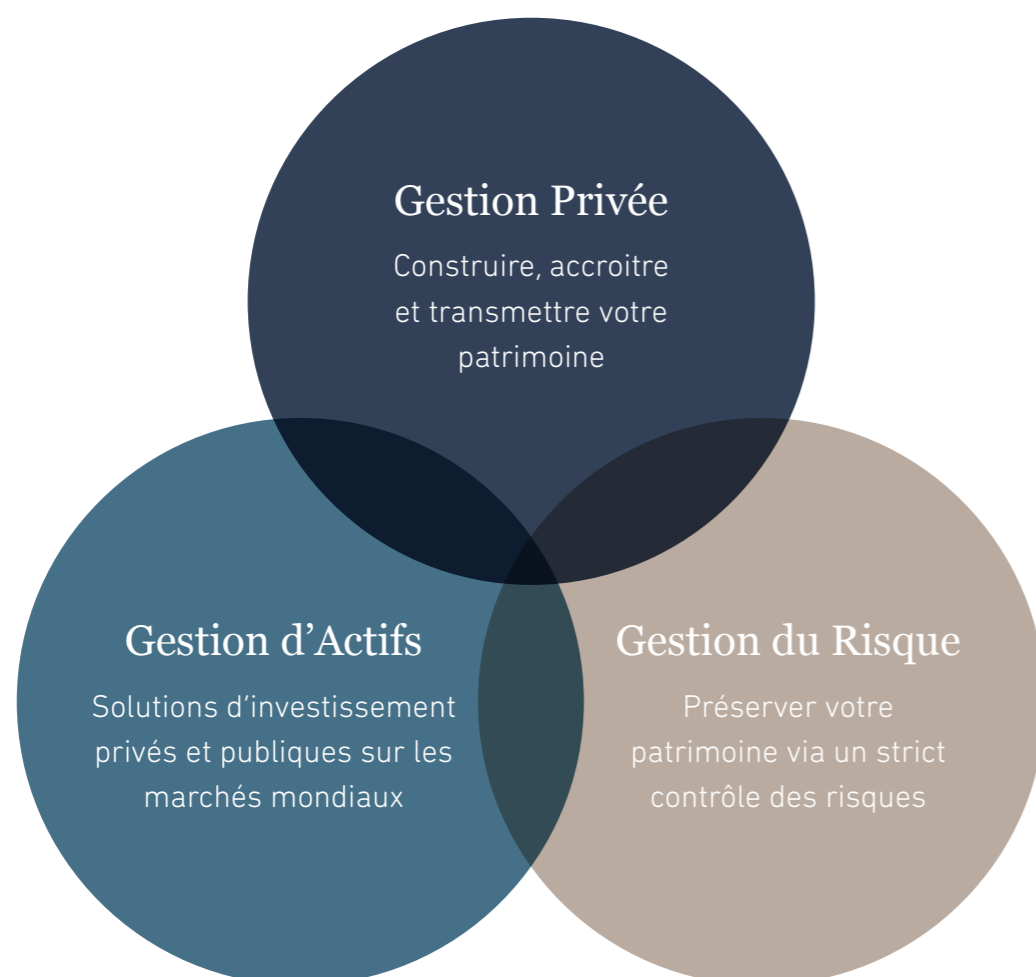 Gestion Privée
Construire, accroitre
et transmettre votre
patrimoine
Gestion d’Actifs
Solutions d’investissement
privés et publiques sur les
marchés mondiaux
Gestion du Risque
Préserver votre
patrimoine via un strict
contrôle des risques